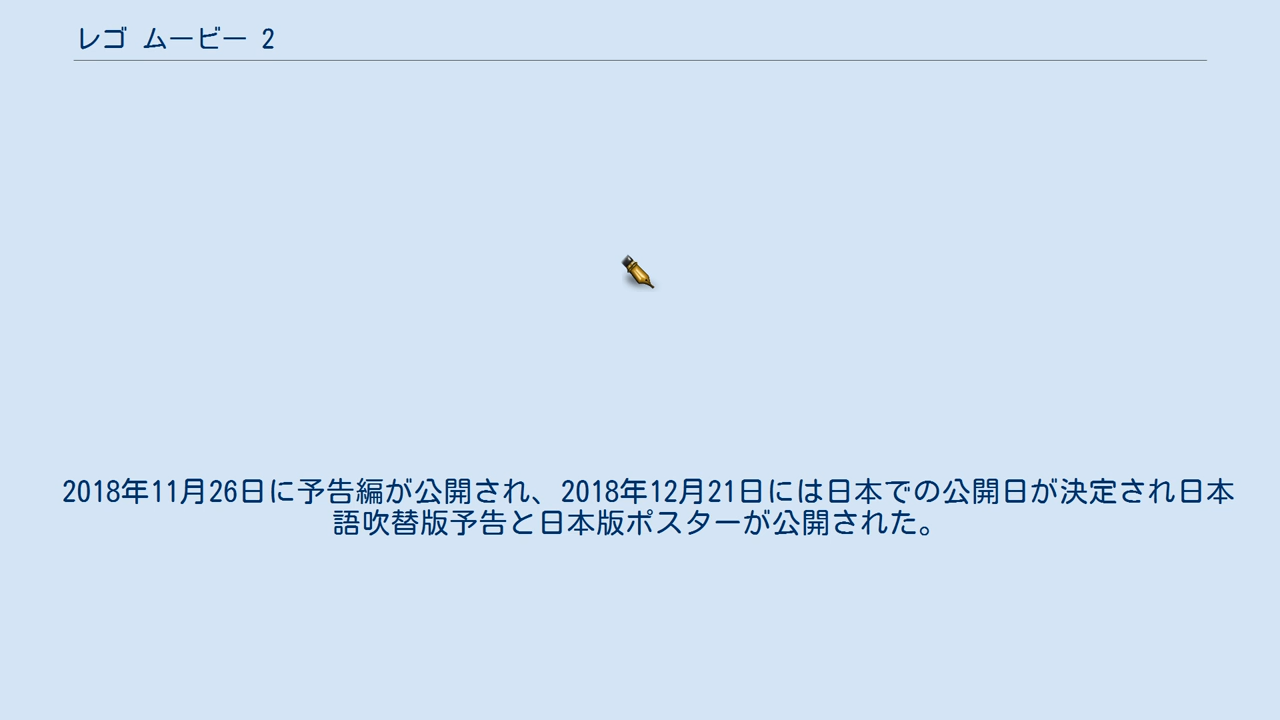 レゴ ムービー 2
2018年11月26日に予告編が公開され、2018年12月21日には日本での公開日が決定され日本
語吹替版予告と日本版ポスターが公開された。